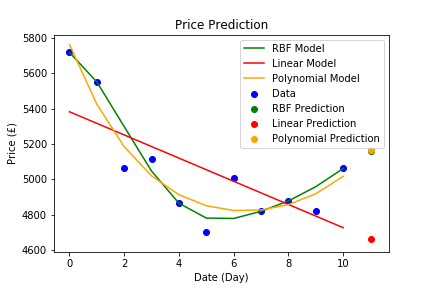 Price Prediction
5800
5600
5400
5200
5000
4800
4600
Price (£)
RBF Model
Linear Model
Polynomial Model
Data
RBF Prediction
Linear Prediction
Polynomial Prediction
0 2 4 6 8 10
Date (Day)